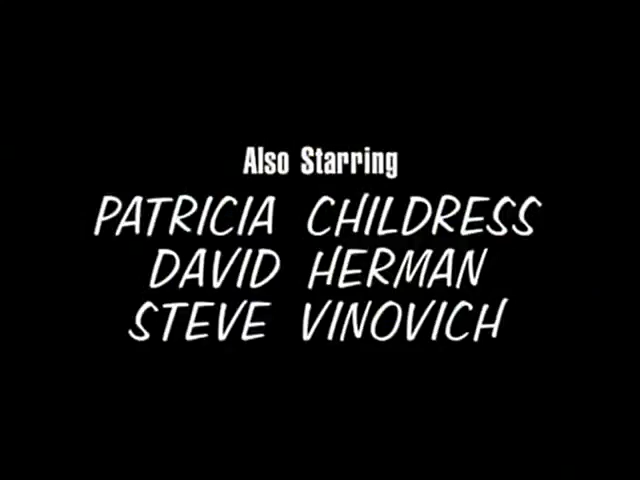 Also Starring
PATRICIA CHILDRESS
DAVID HERMAN
STEVE VINOVICH